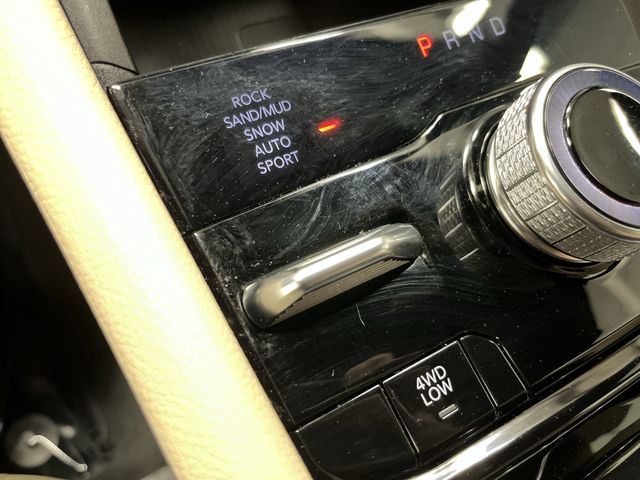 P R N D
ROCK
SAND/MUD
SNOW
AUTO
SPORT
4WD
LOW